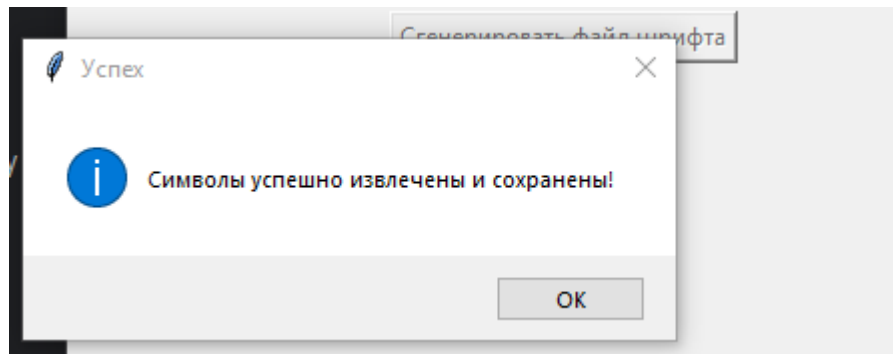 Сгенерировать файл шрифта
Успех
Символы успешно извлечены и сохранены!
OK